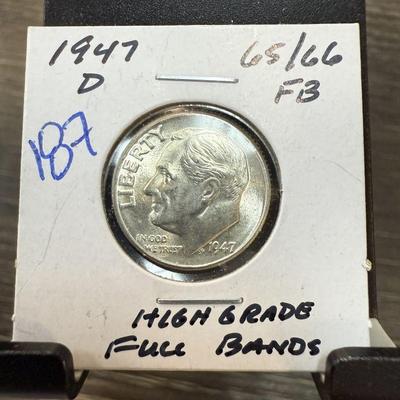 1947 65/66
D FB
187
LIBERTY
IN GOD
WE TRUST 1947
HIGH GRADE
FULL BANDS